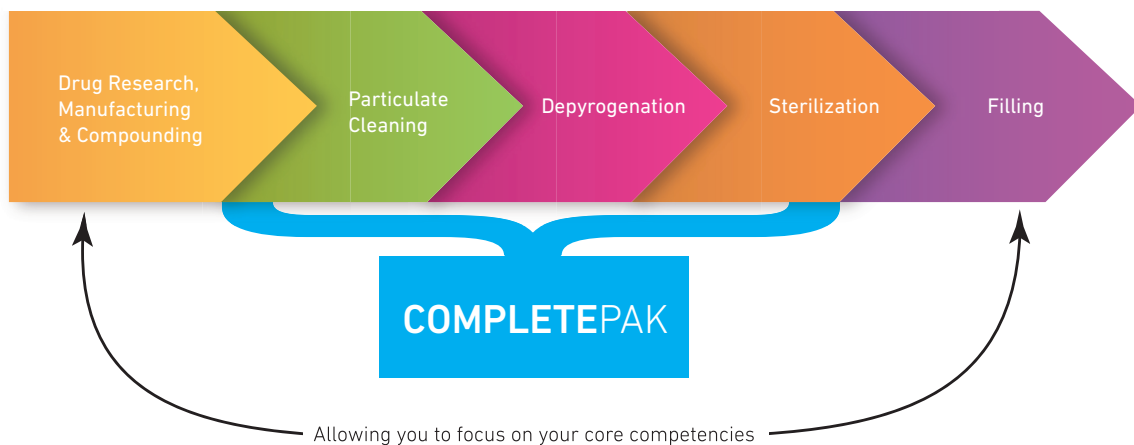 Drug Research,
Manufacturing
& Compounding
Particulate
Cleaning
Depyrogenation
Sterilization
Filling
COMPLETEPAK
Allowing you to focus on your core competencies